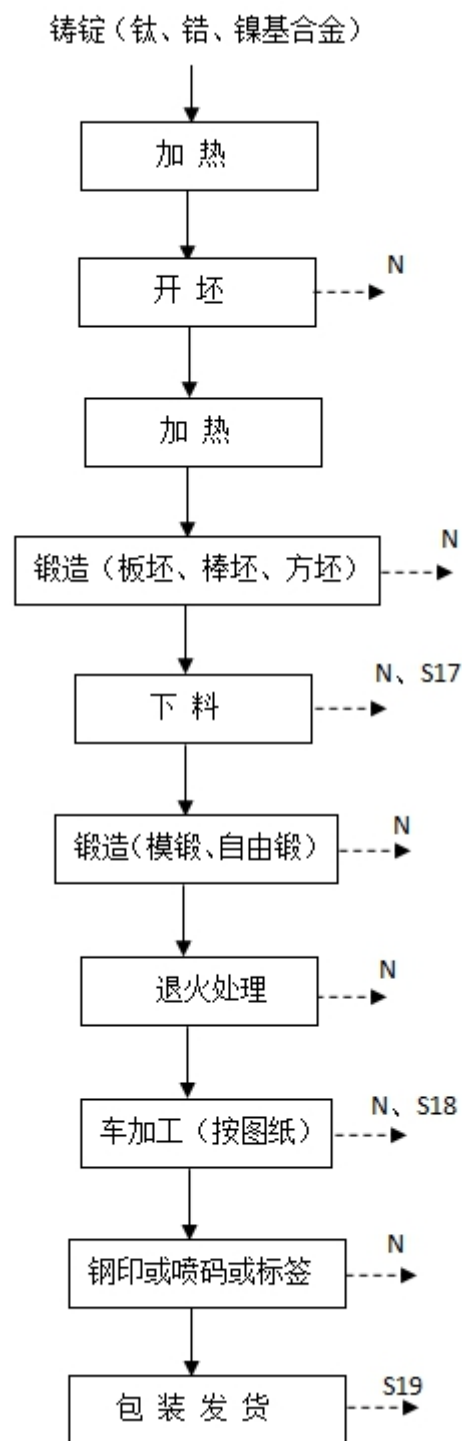 铸锭（钛、锆、镍基合金）
加 热
开 坯
N
加 热
锻造（板坯、棒坯、方坯）
N
下 料
N、S17
锻造（模锻、自由锻）
N
退火处理
N
车加工（按图纸）
N、S18
钢印或喷码或标签
N
包 装 发 货
S19